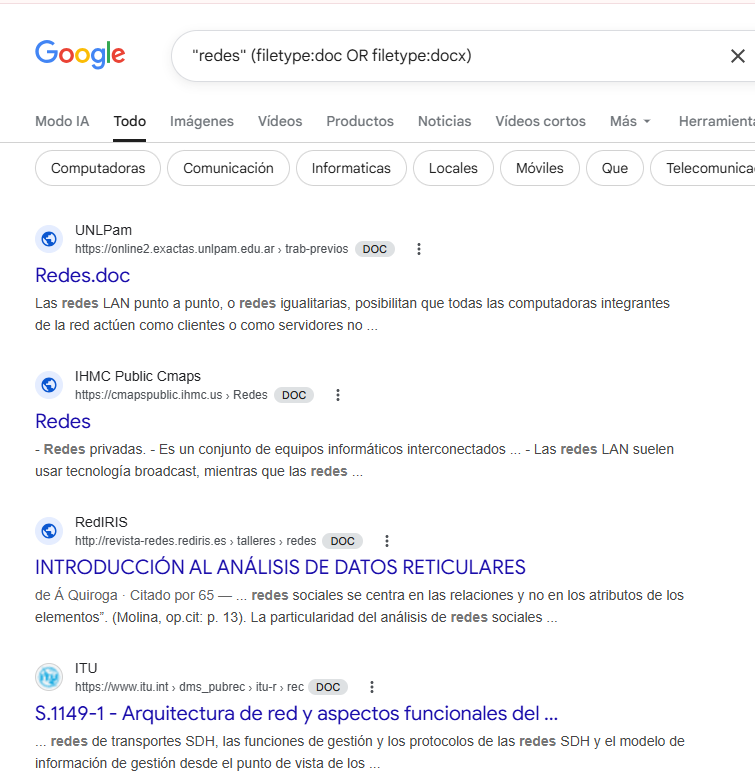 Google
"redes" (filetype:doc OR filetype:docx)
Modo IA Todo Imágenes Vídeos Productos Noticias Vídeos cortos Más Herramienta
Computadoras Comunicación Informaticas Locales Móviles Que Telecomunica
UNLPam
https://online2.exactas.unlpam.edu.ar › trab-previos DOC
Redes.doc
Las redes LAN punto a punto, o redes igualitarias, posibilitan que todas las computadoras integrantes
de la red actúen como clientes o como servidores no ...
IHMC Public Cmaps
https://cmapspublic.ihmc.us › Redes DOC
Redes
- Redes privadas. - Es un conjunto de equipos informáticos interconectados ... - Las redes LAN suelen
usar tecnología broadcast, mientras que las redes ...
RedIRIS
http://revista-redes.rediris.es › talleres › redes DOC
INTRODUCCIÓN AL ANÁLISIS DE DATOS RETICULARES
de Á Quiroga · Citado por 65 — ... redes sociales se centra en las relaciones y no en los atributos de los
elementos”. (Molina, op.cit: p. 13). La particularidad del análisis de redes sociales ...
ITU
https://www.itu.int › dms_pubrec › itu-r › rec DOC
S.1149-1 - Arquitectura de red y aspectos funcionales del ...
... redes de transportes SDH, las funciones de gestión y los protocolos de las redes SDH y el modelo de
información de gestión desde el punto de vista de los ...